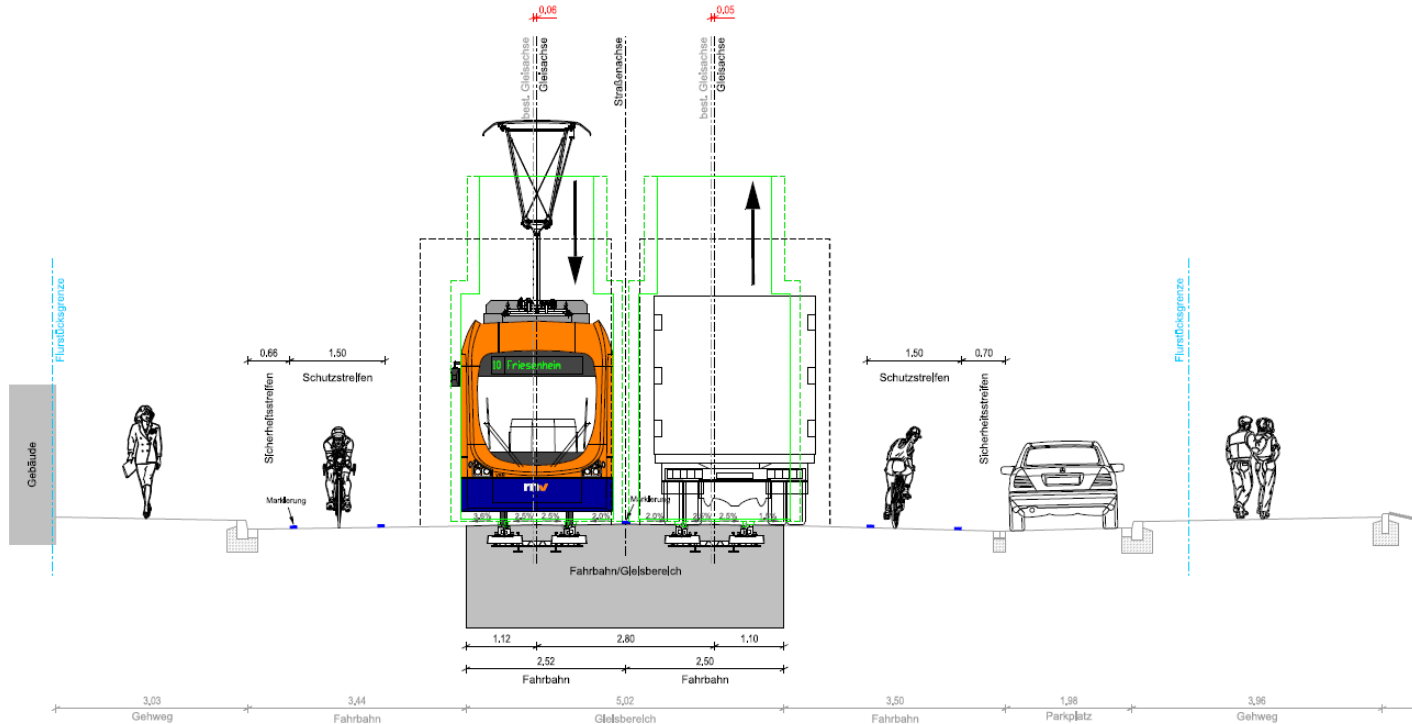 0,06
0,05
best. Gleisachse
Gleisachse
Straßenachse
best. Gleisachse
Gleisachse
Flurstücksgrenze
Flurstücksgrenze
0.66
1.50
Schutzstreifen
Sicherheitsstreifen
1.50
0,70
Schutzstreifen
Sicherheitsstreifen
10 Friesenheim
Gebäude
Markierung
rnv
Markierung
2,5%
2.5%
2.0%
2.0%
2.5%
2.5%
Fahrbahn/Gleisbereich
1.12
2.80
1.10
2,52
2,50
Fahrbahn
Fahrbahn
3,03
3,44
5,02
3,50
1,98
3,96
Gehweg
Fahrbahn
Gleisbereich
Fahrbahn
Parkplatz
Gehweg